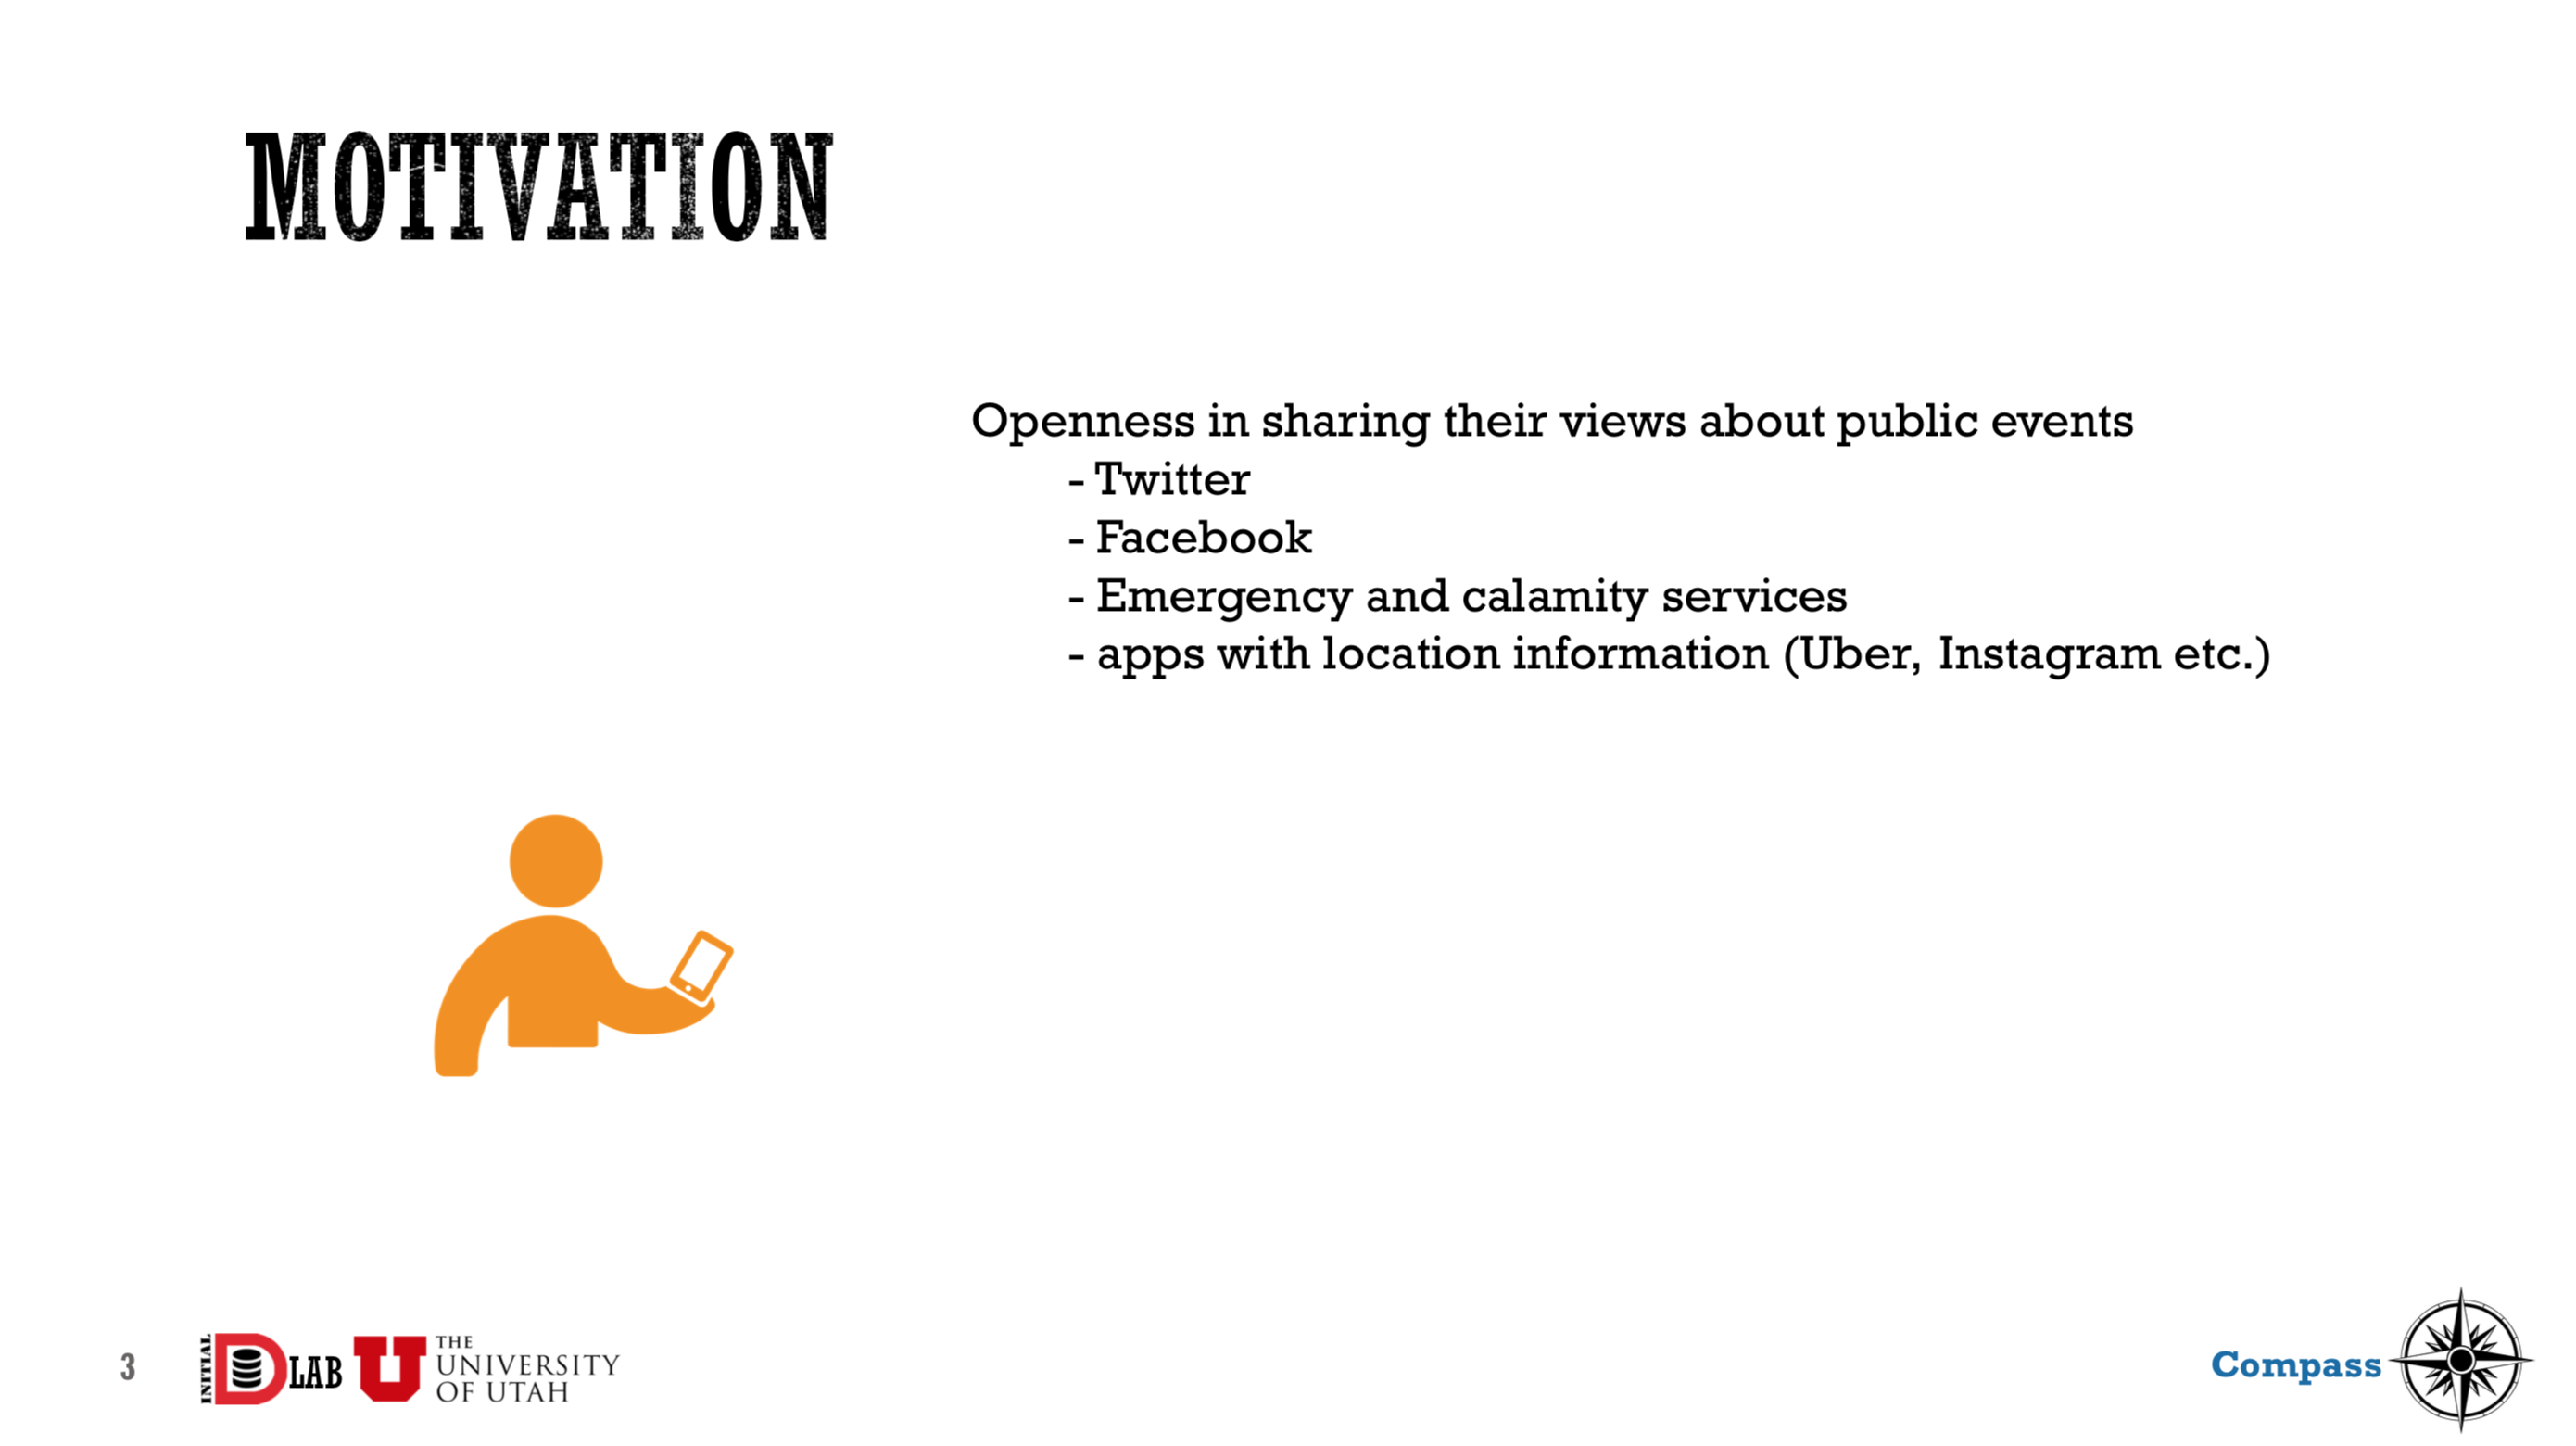 MOTIVATION
Openness in sharing their views about public events
- Twitter
- Facebook
- Emergency and calamity services
- apps with location information (Uber, Instagram etc.)
3
INITIAL
D LAB
U
THE
UNIVERSITY
OF UTAH
Compass